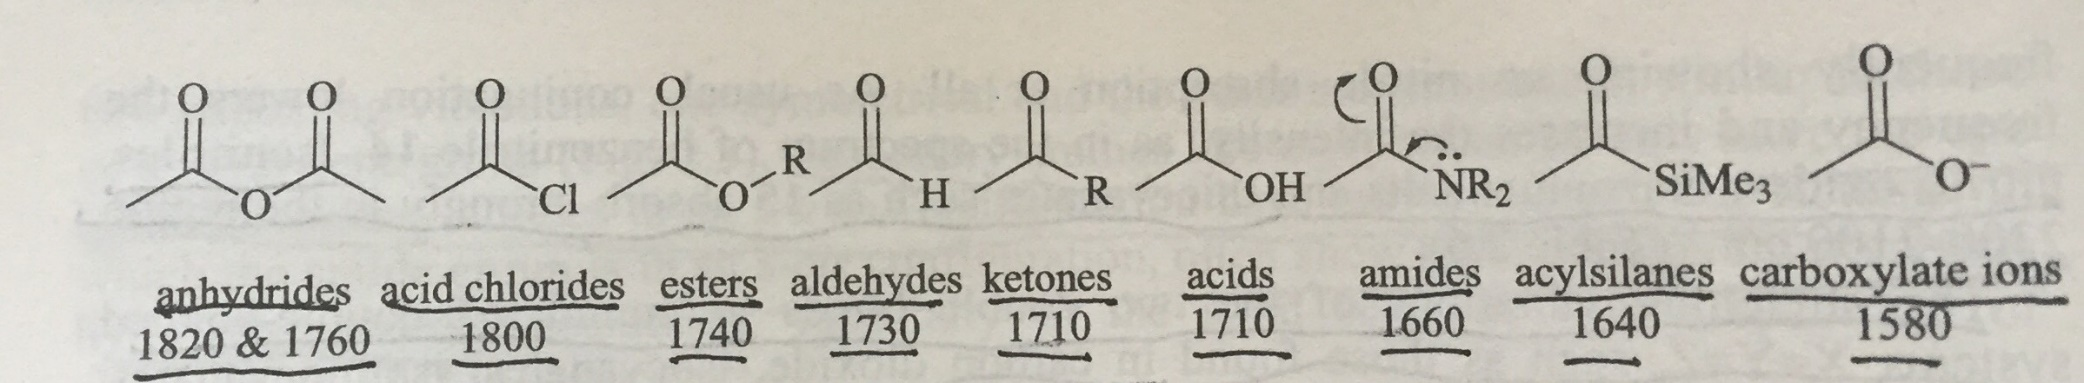 O O O O O O O O O O
O Cl O R H R OH N̈R₂ SiMe₃ O⁻
anhydrides acid chlorides esters aldehydes ketones acids amides acylsilanes carboxylate ions
1820 & 1760 1800 1740 1730 1710 1710 1660 1640 1580